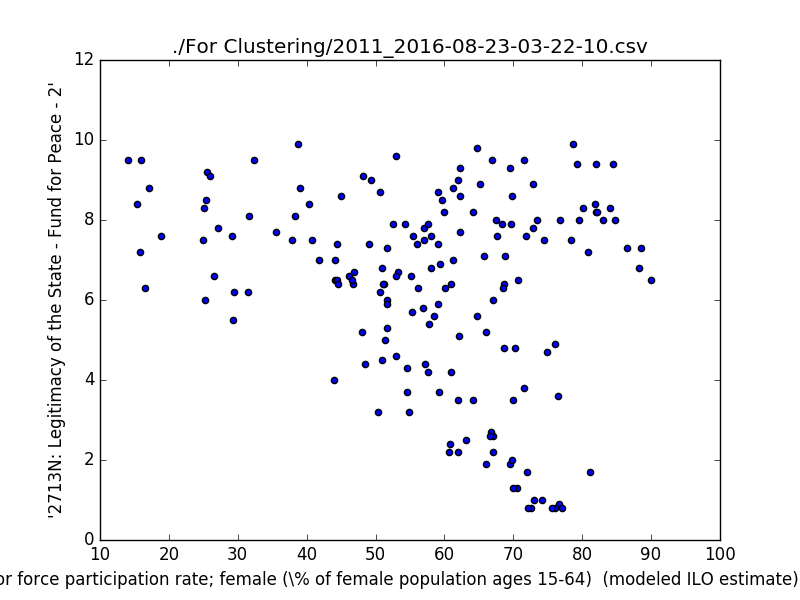 ./For Clustering/2011_2016-08-23-03-22-10.csv
'2713N: Legitimacy of the State - Fund for Peace - 2'
12
10
8
6
4
2
0
10 20 30 40 50 60 70 80 90 100
force participation rate; female (\% of female population ages 15-64) (modeled ILO estimate)